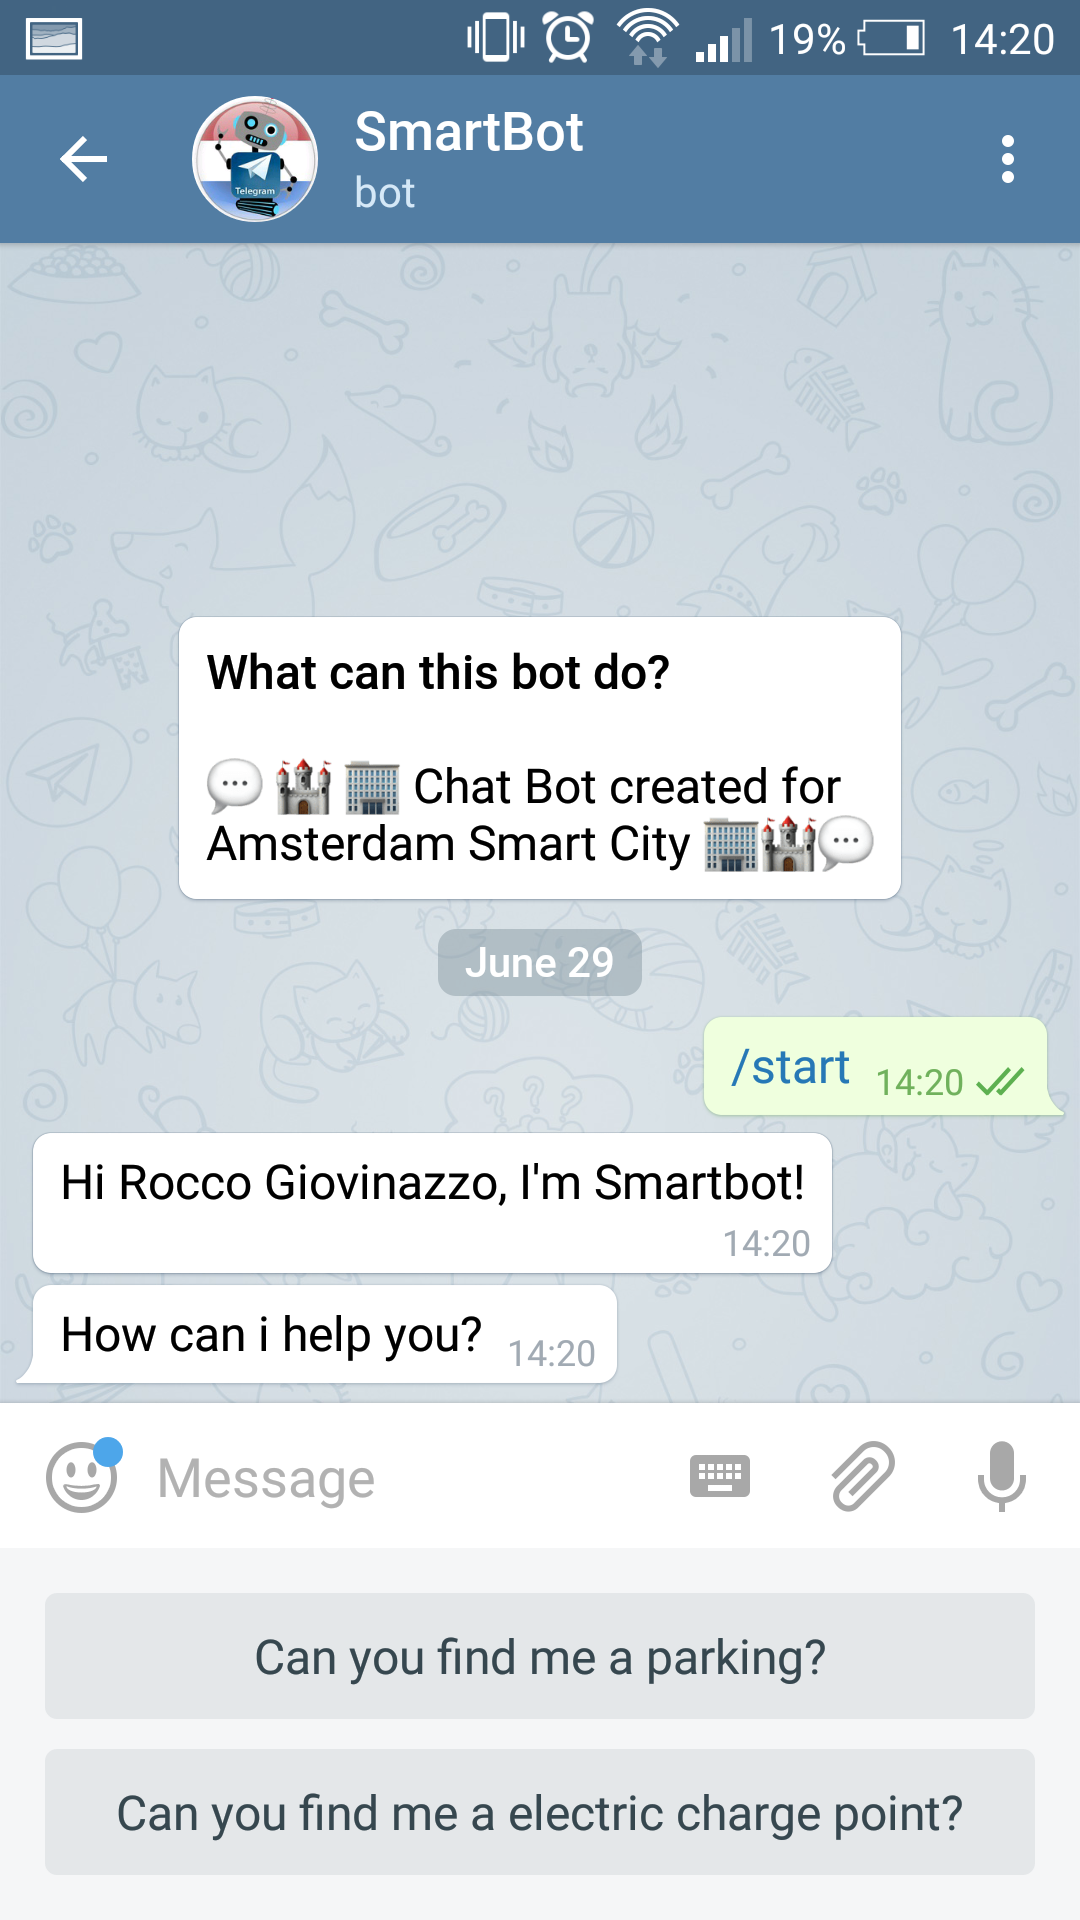 19% 14:20
SmartBot
bot
Telegram
What can this bot do?
💬 🏰 🏢 Chat Bot created for
Amsterdam Smart City 🏢🏰💬
June 29
/start 14:20
Hi Rocco Giovinazzo, I'm Smartbot!
14:20
How can i help you? 14:20
Message
Can you find me a parking?
Can you find me a electric charge point?